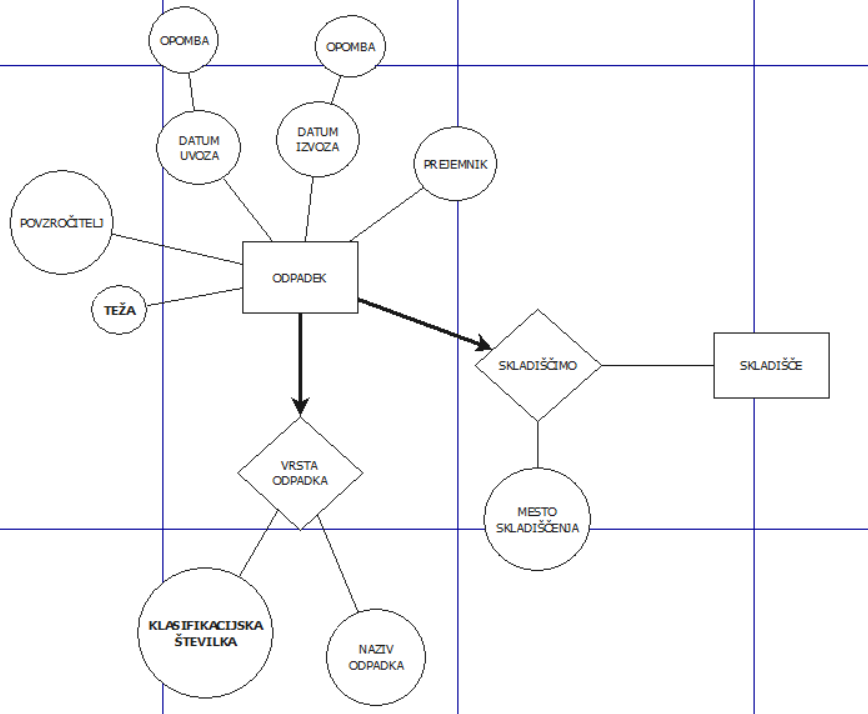 OPOMBA
OPOMBA
DATUM
UVOZA
DATUM
IZVOZA
PREJEMNIK
POVZROČITELJ
TEŽA
ODPADEK
SKLADIŠČIMO
SKLADIŠČE
VRSTA
ODPADKA
MESTO
SKLADIŠČENJA
KLASIFIKACIJSKA
ŠTEVILKA
NAZIV
ODPADKA